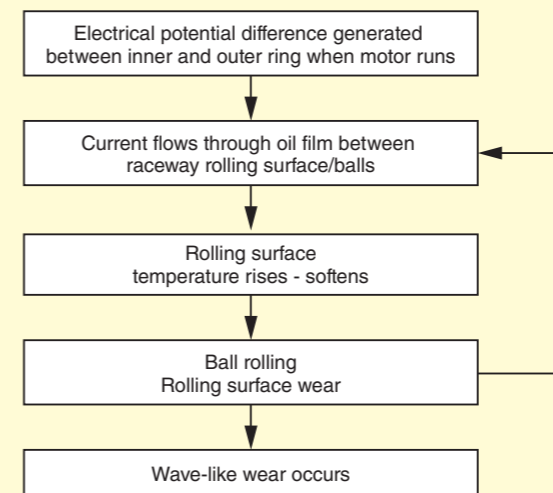 Electrical potential difference generated
between inner and outer ring when motor runs
Current flows through oil film between
raceway rolling surface/balls
Rolling surface
temperature rises - softens
Ball rolling
Rolling surface wear
Wave-like wear occurs